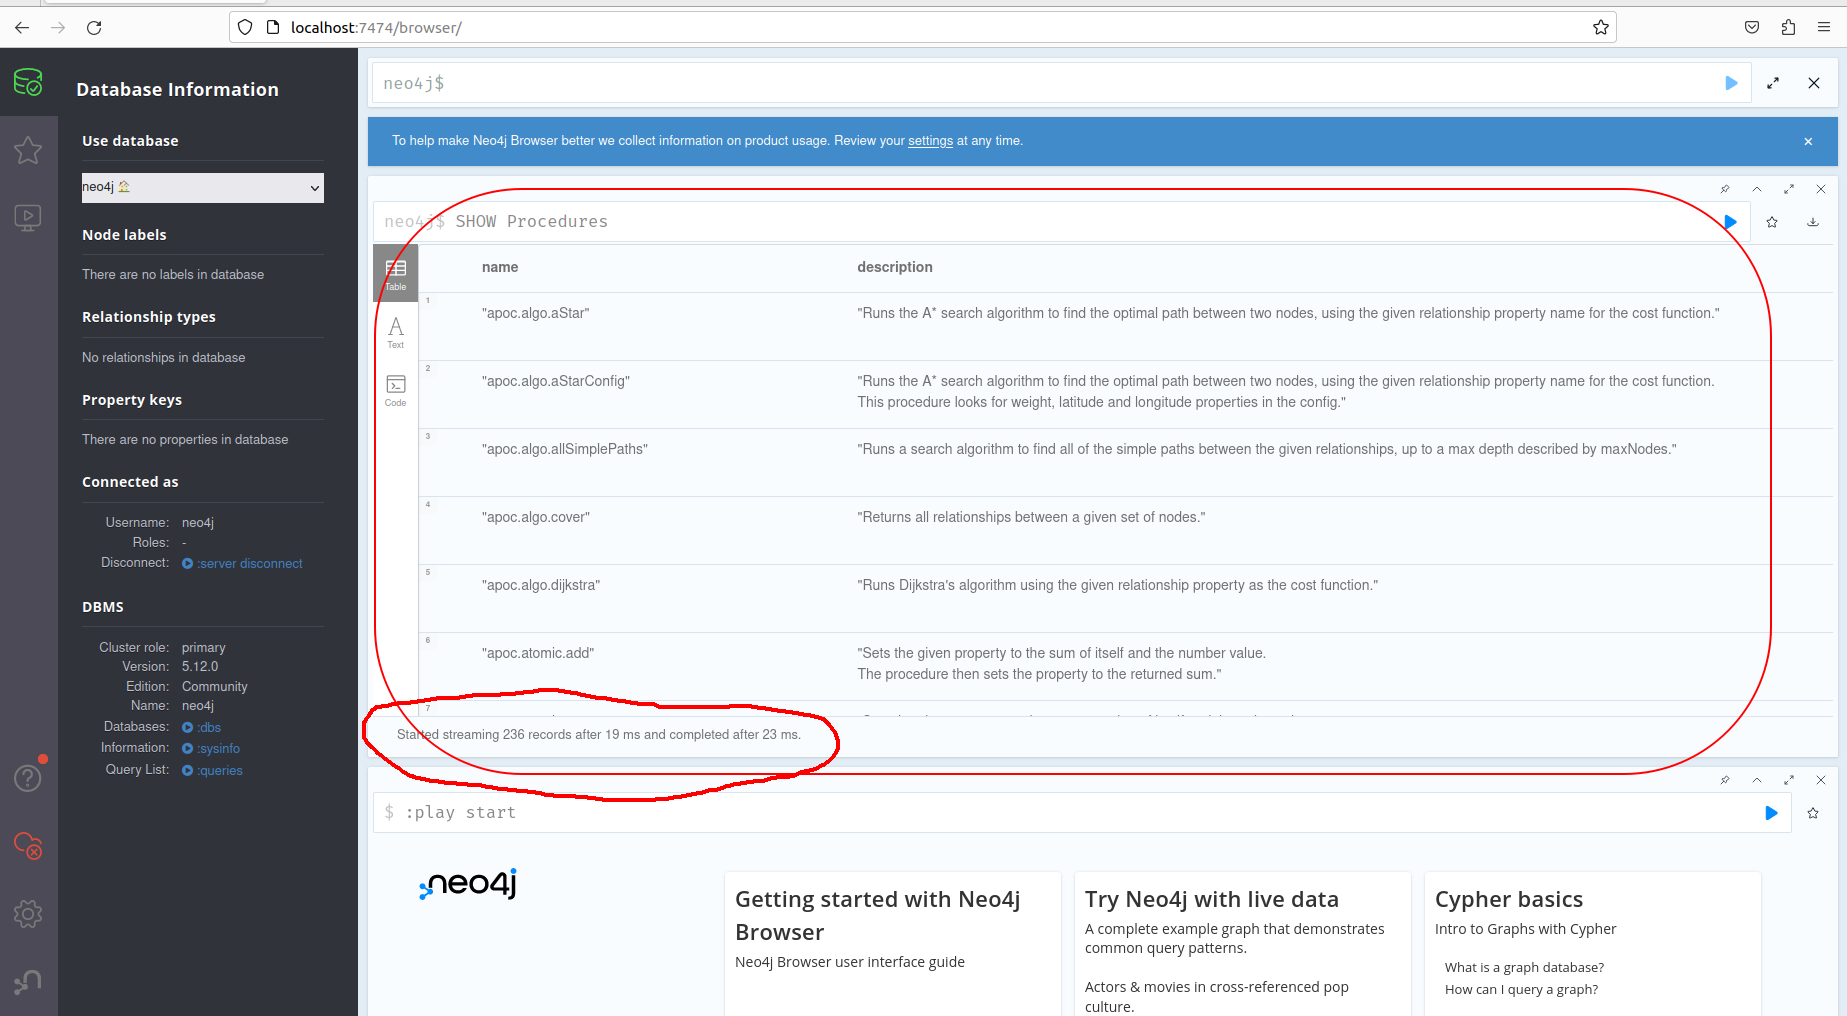 localhost:7474/browser/
Database Information
Use database
neo4j
Node labels
There are no labels in database
Relationship types
No relationships in database
Property keys
There are no properties in database
Connected as
Username: neo4j
Roles: -
Disconnect: :server disconnect
DBMS
Cluster role: primary
Version: 5.12.0
Edition: Community
Name: neo4j
Databases: :dbs
Information: :sysinfo
Query List: :queries
neo4j$
To help make Neo4j Browser better we collect information on product usage. Review your settings at any time.
neo4j$ SHOW Procedures
Table
Text
Code
name description
1
"apoc.algo.aStar" "Runs the A* search algorithm to find the optimal path between two nodes, using the given relationship property name for the cost function."
2
"apoc.algo.aStarConfig" "Runs the A* search algorithm to find the optimal path between two nodes, using the given relationship property name for the cost function.
This procedure looks for weight, latitude and longitude properties in the config."
3
"apoc.algo.allSimplePaths" "Runs a search algorithm to find all of the simple paths between the given relationships, up to a max depth described by maxNodes."
4
"apoc.algo.cover" "Returns all relationships between a given set of nodes."
5
"apoc.algo.dijkstra" "Runs Dijkstra's algorithm using the given relationship property as the cost function."
6
"apoc.atomic.add" "Sets the given property to the sum of itself and the number value.
The procedure then sets the property to the returned sum."
7
Started streaming 236 records after 19 ms and completed after 23 ms.
$ :play start
neo4j
Getting started with Neo4j
Browser
Neo4j Browser user interface guide
Try Neo4j with live data
A complete example graph that demonstrates
common query patterns.
Actors & movies in cross-referenced pop
culture.
Cypher basics
Intro to Graphs with Cypher
What is a graph database?
How can I query a graph?